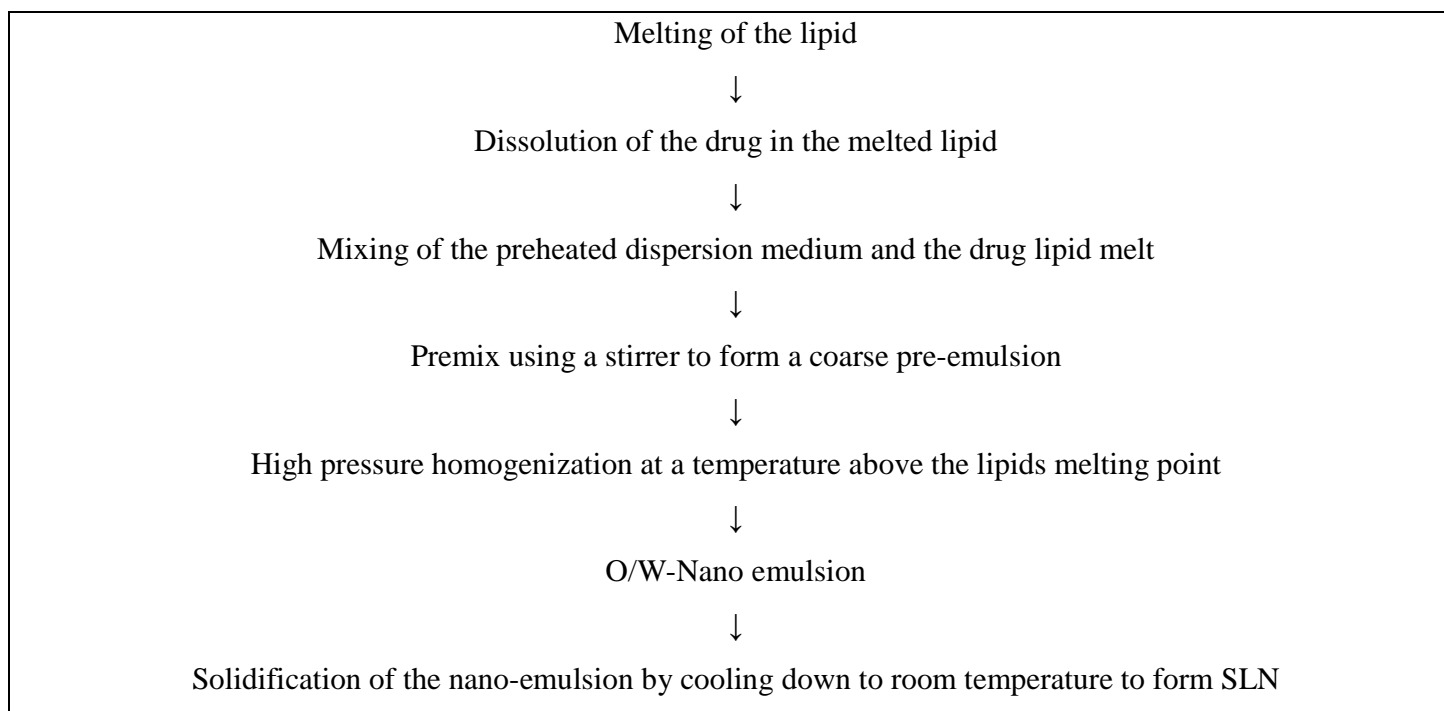 Melting of the lipid
↓
Dissolution of the drug in the melted lipid
↓
Mixing of the preheated dispersion medium and the drug lipid melt
↓
Premix using a stirrer to form a coarse pre-emulsion
↓
High pressure homogenization at a temperature above the lipids melting point
↓
O/W-Nano emulsion
↓
Solidification of the nano-emulsion by cooling down to room temperature to form SLN